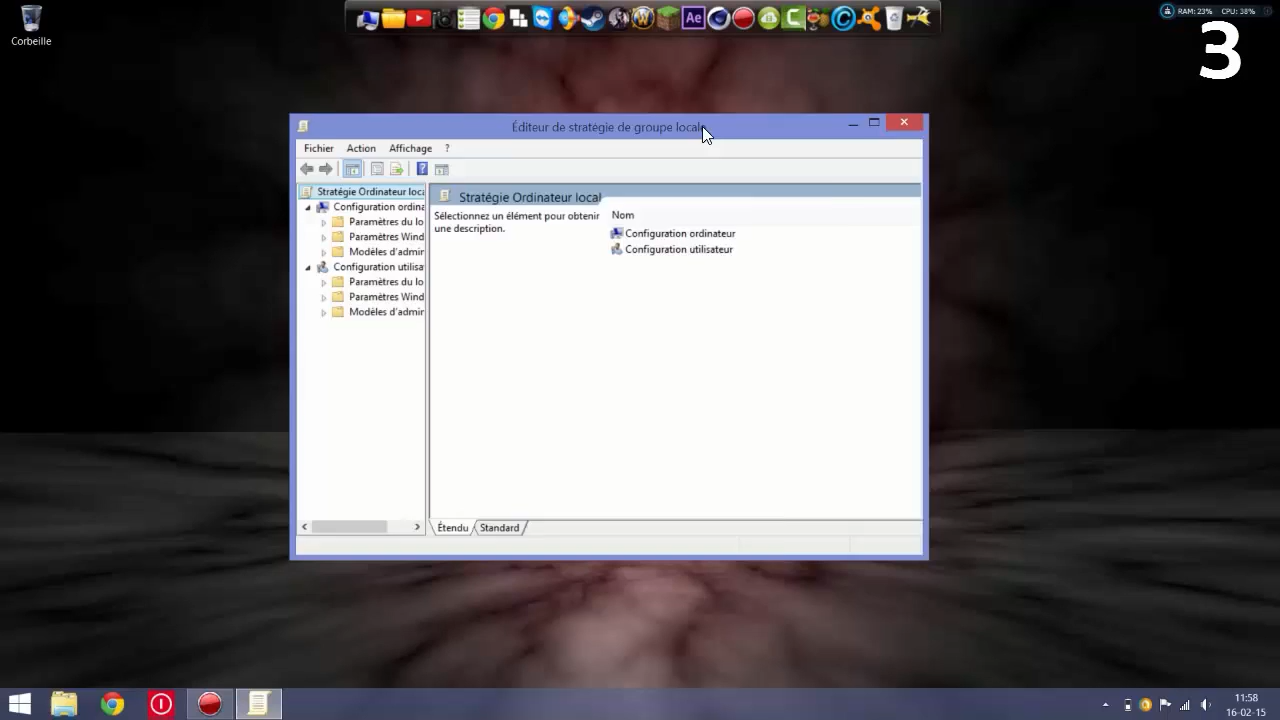 RAM: 23% CPU: 38%
Ae
3
Corbeille
Éditeur de stratégie de groupe locale
Fichier Action Affichage ?
Stratégie Ordinateur loca
Configuration ordina
Paramètres du lo
Paramètres Wind
Modèles d'admir
Configuration utilisa
Paramètres du lo
Paramètres Wind
Modèles d'admir
Stratégie Ordinateur local
Sélectionnez un élément pour obtenir
une description.
Nom
Configuration ordinateur
Configuration utilisateur
Étendu Standard
11:58
16-02-15